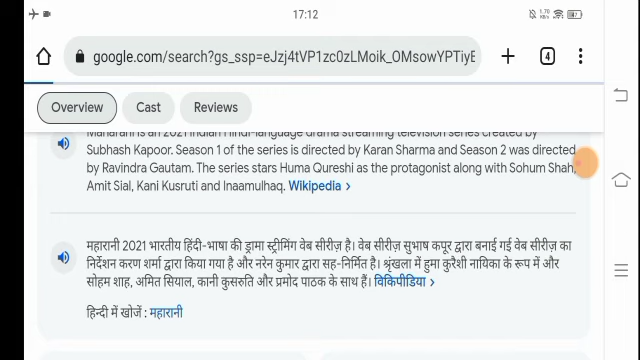 17:12
1.70
KB/s
google.com/search?gs_ssp=eJzj4tVP1zc0zLMoik_OMsowYPTiyE
4
Overview Cast Reviews
Maharani is an 2021 Indian Hindi-language drama streaming television series created by
Subhash Kapoor. Season 1 of the series is directed by Karan Sharma and Season 2 was directed
by Ravindra Gautam. The series stars Huma Qureshi as the protagonist along with Sohum Shah,
Amit Sial, Kani Kusruti and Inaamulhaq. Wikipedia >
महारानी 2021 भारतीय हिंदी-भाषा की ड्रामा स्ट्रीमिंग वेब सीरीज़ है। वेब सीरीज़ सुभाष कपूर द्वारा बनाई गई वेब सीरीज़ का
निर्देशन करण शर्मा द्वारा किया गया है और नरेन कुमार द्वारा सह-निर्मित है। श्रृंखला में हुमा कुरैशी नायिका के रूप में और
सोहम शाह, अमित सियाल, कानी कुसरुति और प्रमोद पाठक के साथ हैं। विकिपीडिया >
हिन्दी में खोजें : महारानी